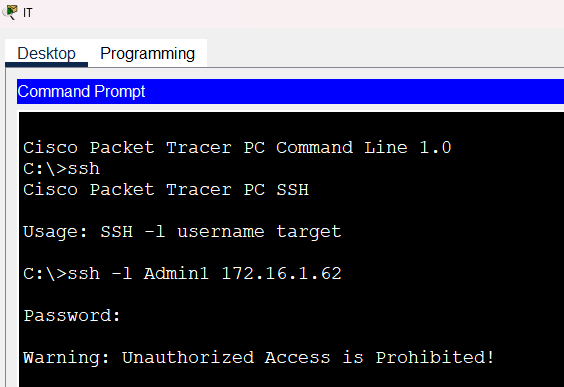 IT
Desktop Programming
Command Prompt
Cisco Packet Tracer PC Command Line 1.0
C:\>ssh
Cisco Packet Tracer PC SSH
Usage: SSH -l username target
C:\>ssh -l Admin1 172.16.1.62
Password:
Warning: Unauthorized Access is Prohibited!